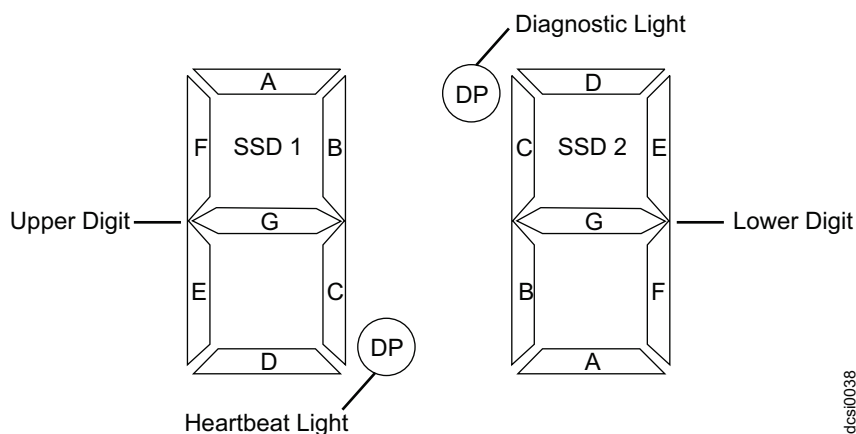 Diagnostic Light
A
DP
D
F
SSD 1
B
C
SSD 2
E
Upper Digit
G
G
Lower Digit
E
C
B
F
D
DP
A
Heartbeat Light
dcsi0038